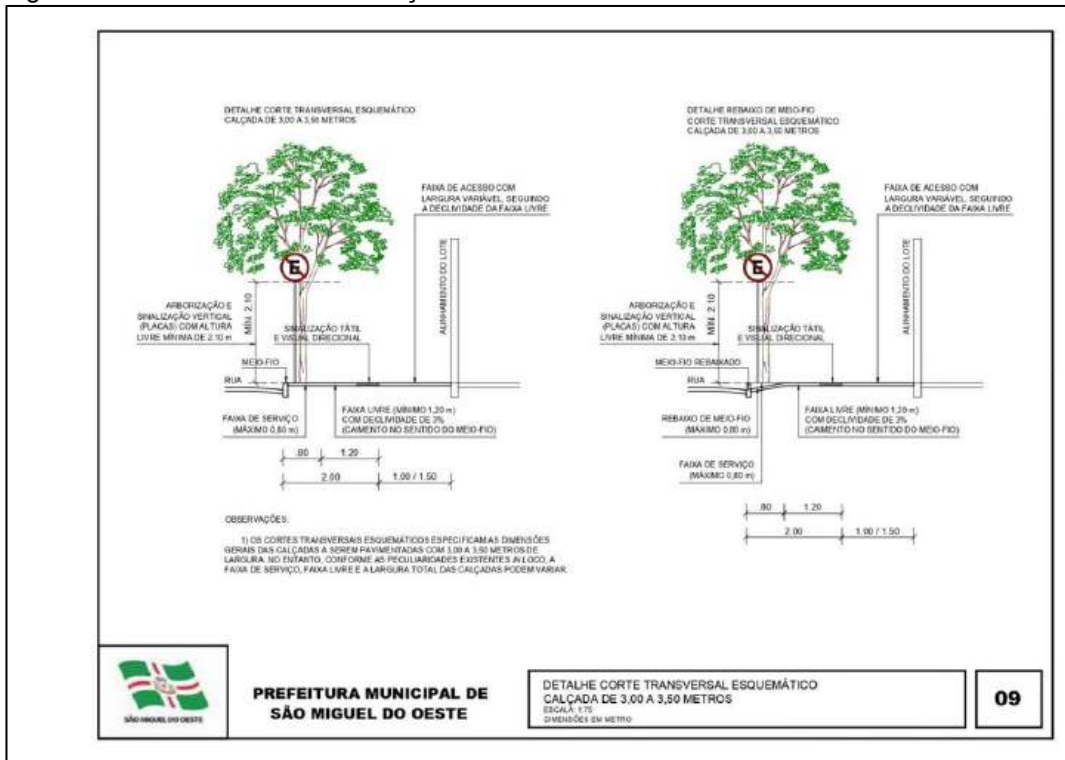 DETALHE CORTE TRANSVERSAL ESQUEMÁTICO
CALÇADA DE 3,00 A 3,50 METROS
FAIXA DE ACESSO COM
LARGURA VARIÁVEL, SEGUINDO
A DECLIVIDADE DA FAIXA LIVRE
ALINHAMENTO DO LOTE
E
ARBORIZAÇÃO E
SINALIZAÇÃO VERTICAL
(PLACAS) COM ALTURA
LIVRE MÍNIMA DE 2,10 m
MÍN. 2.10
SINALIZAÇÃO TÁTIL
E VISUAL DIRECIONAL
MEIO-FIO
RUA
FAIXA DE SERVIÇO
(MÁXIMO 0,80 m)
FAIXA LIVRE (MÍNIMO 1,20 m)
COM DECLIVIDADE DE 3%
(CAIMENTO NO SENTIDO DO MEIO-FIO)
.80
1.20
2.00
1.00 / 1.50
OBSERVAÇÕES:
1) OS CORTES TRANSVERSAIS ESQUEMÁTICOS ESPECIFICAM AS DIMENSÕES
GERAIS DAS CALÇADAS A SEREM PAVIMENTADAS COM 3,00 A 3,50 METROS DE
LARGURA. NO ENTANTO, CONFORME AS PECULIARIDADES EXISTENTES IN LOCO, A
FAIXA DE SERVIÇO, FAIXA LIVRE E A LARGURA TOTAL DAS CALÇADAS PODEM VARIAR.
DETALHE REBAIXO DE MEIO-FIO
CORTE TRANSVERSAL ESQUEMÁTICO
CALÇADA DE 3,00 A 3,50 METROS
FAIXA DE ACESSO COM
LARGURA VARIÁVEL, SEGUINDO
A DECLIVIDADE DA FAIXA LIVRE
ALINHAMENTO DO LOTE
E
ARBORIZAÇÃO E
SINALIZAÇÃO VERTICAL
(PLACAS) COM ALTURA
LIVRE MÍNIMA DE 2,10 m
MÍN. 2.10
SINALIZAÇÃO TÁTIL
E VISUAL DIRECIONAL
MEIO-FIO REBAIXADO
RUA
REBAIXO DE MEIO-FIO
(MÁXIMO 0,80 m)
FAIXA LIVRE (MÍNIMO 1,20 m)
COM DECLIVIDADE DE 3%
(CAIMENTO NO SENTIDO DO MEIO-FIO)
FAIXA DE SERVIÇO
(MÁXIMO 0,80 m)
.80
1.20
2.00
1.00 / 1.50
SÃO MIGUEL DO OESTE
PREFEITURA MUNICIPAL DE
SÃO MIGUEL DO OESTE
DETALHE CORTE TRANSVERSAL ESQUEMÁTICO
CALÇADA DE 3,00 A 3,50 METROS
ESCALA: 1:75
DIMENSÕES EM METRO
09